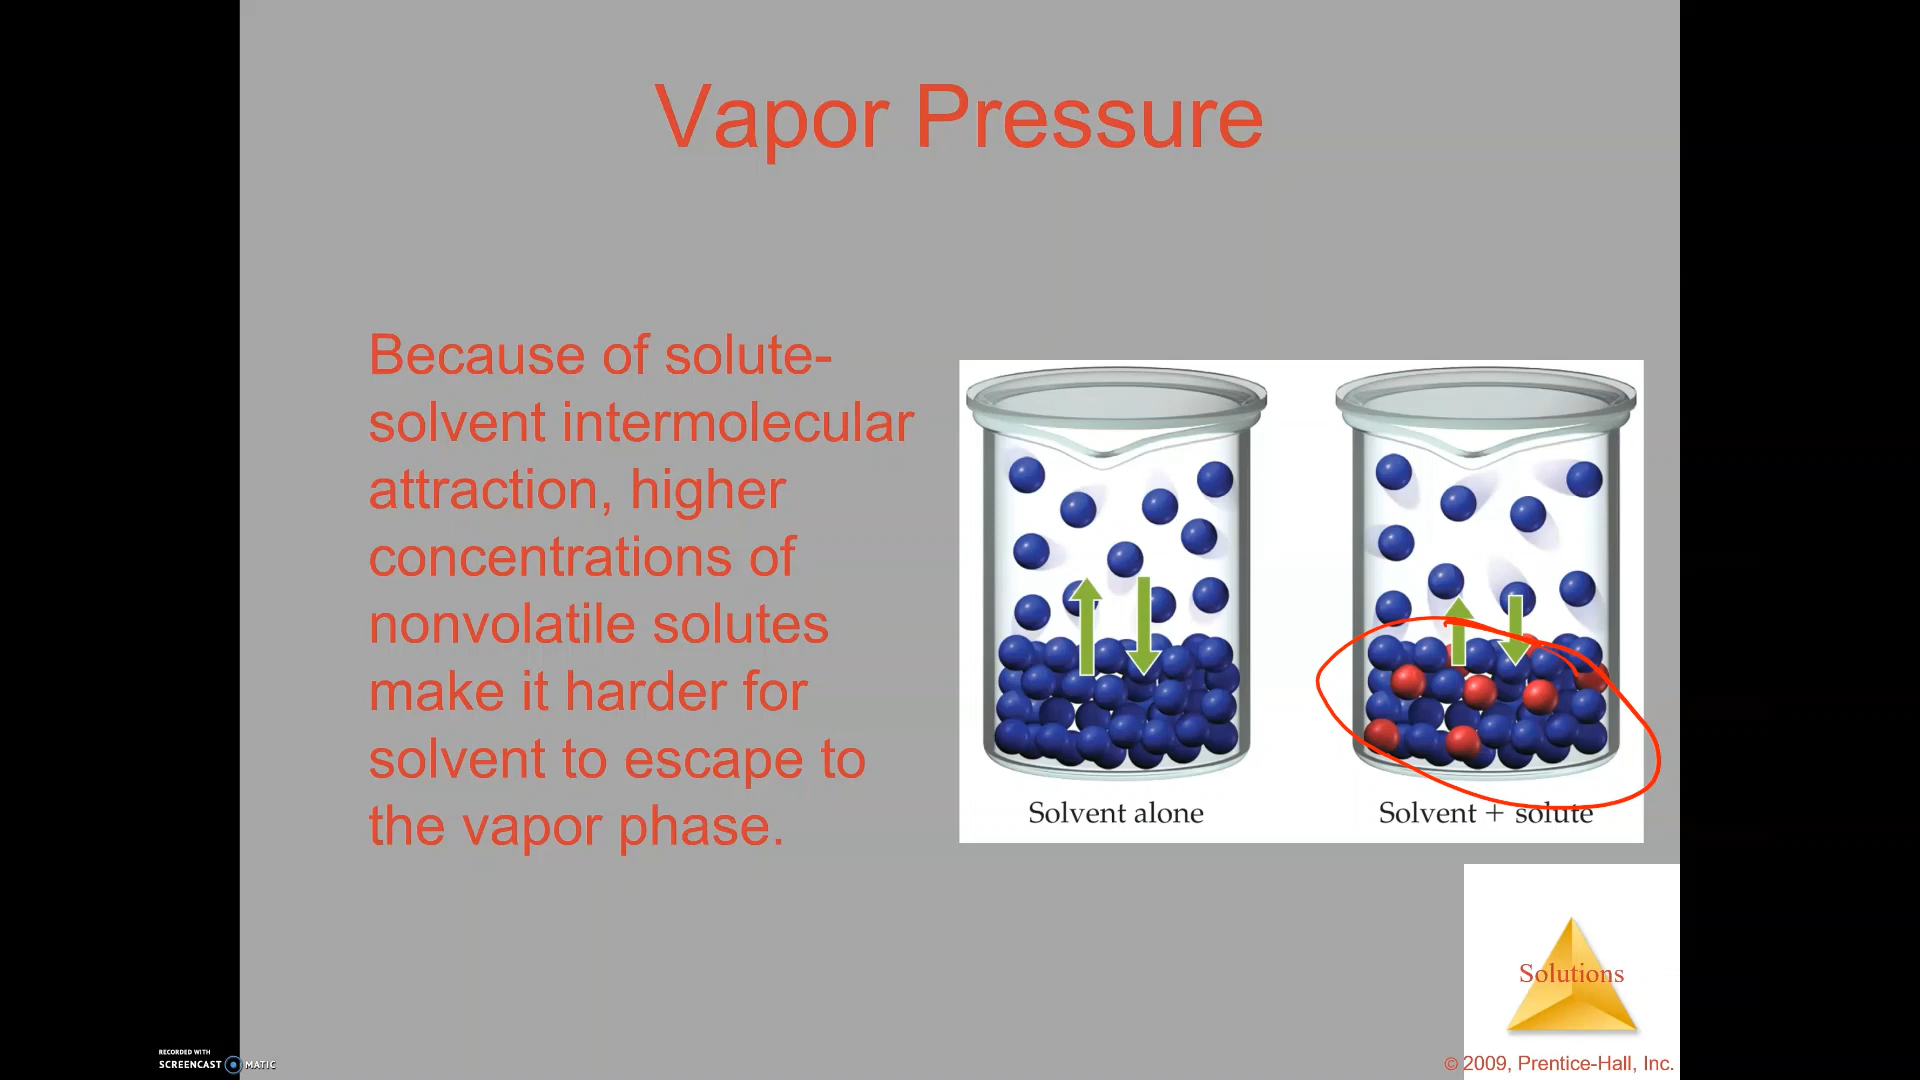 Vapor Pressure
Because of solute-
solvent intermolecular
attraction, higher
concentrations of
nonvolatile solutes
make it harder for
solvent to escape to
the vapor phase.
Solvent alone
Solvent + solute
Solutions
© 2009, Prentice-Hall, Inc.
RECORDED WITH
SCREENCAST MATIC